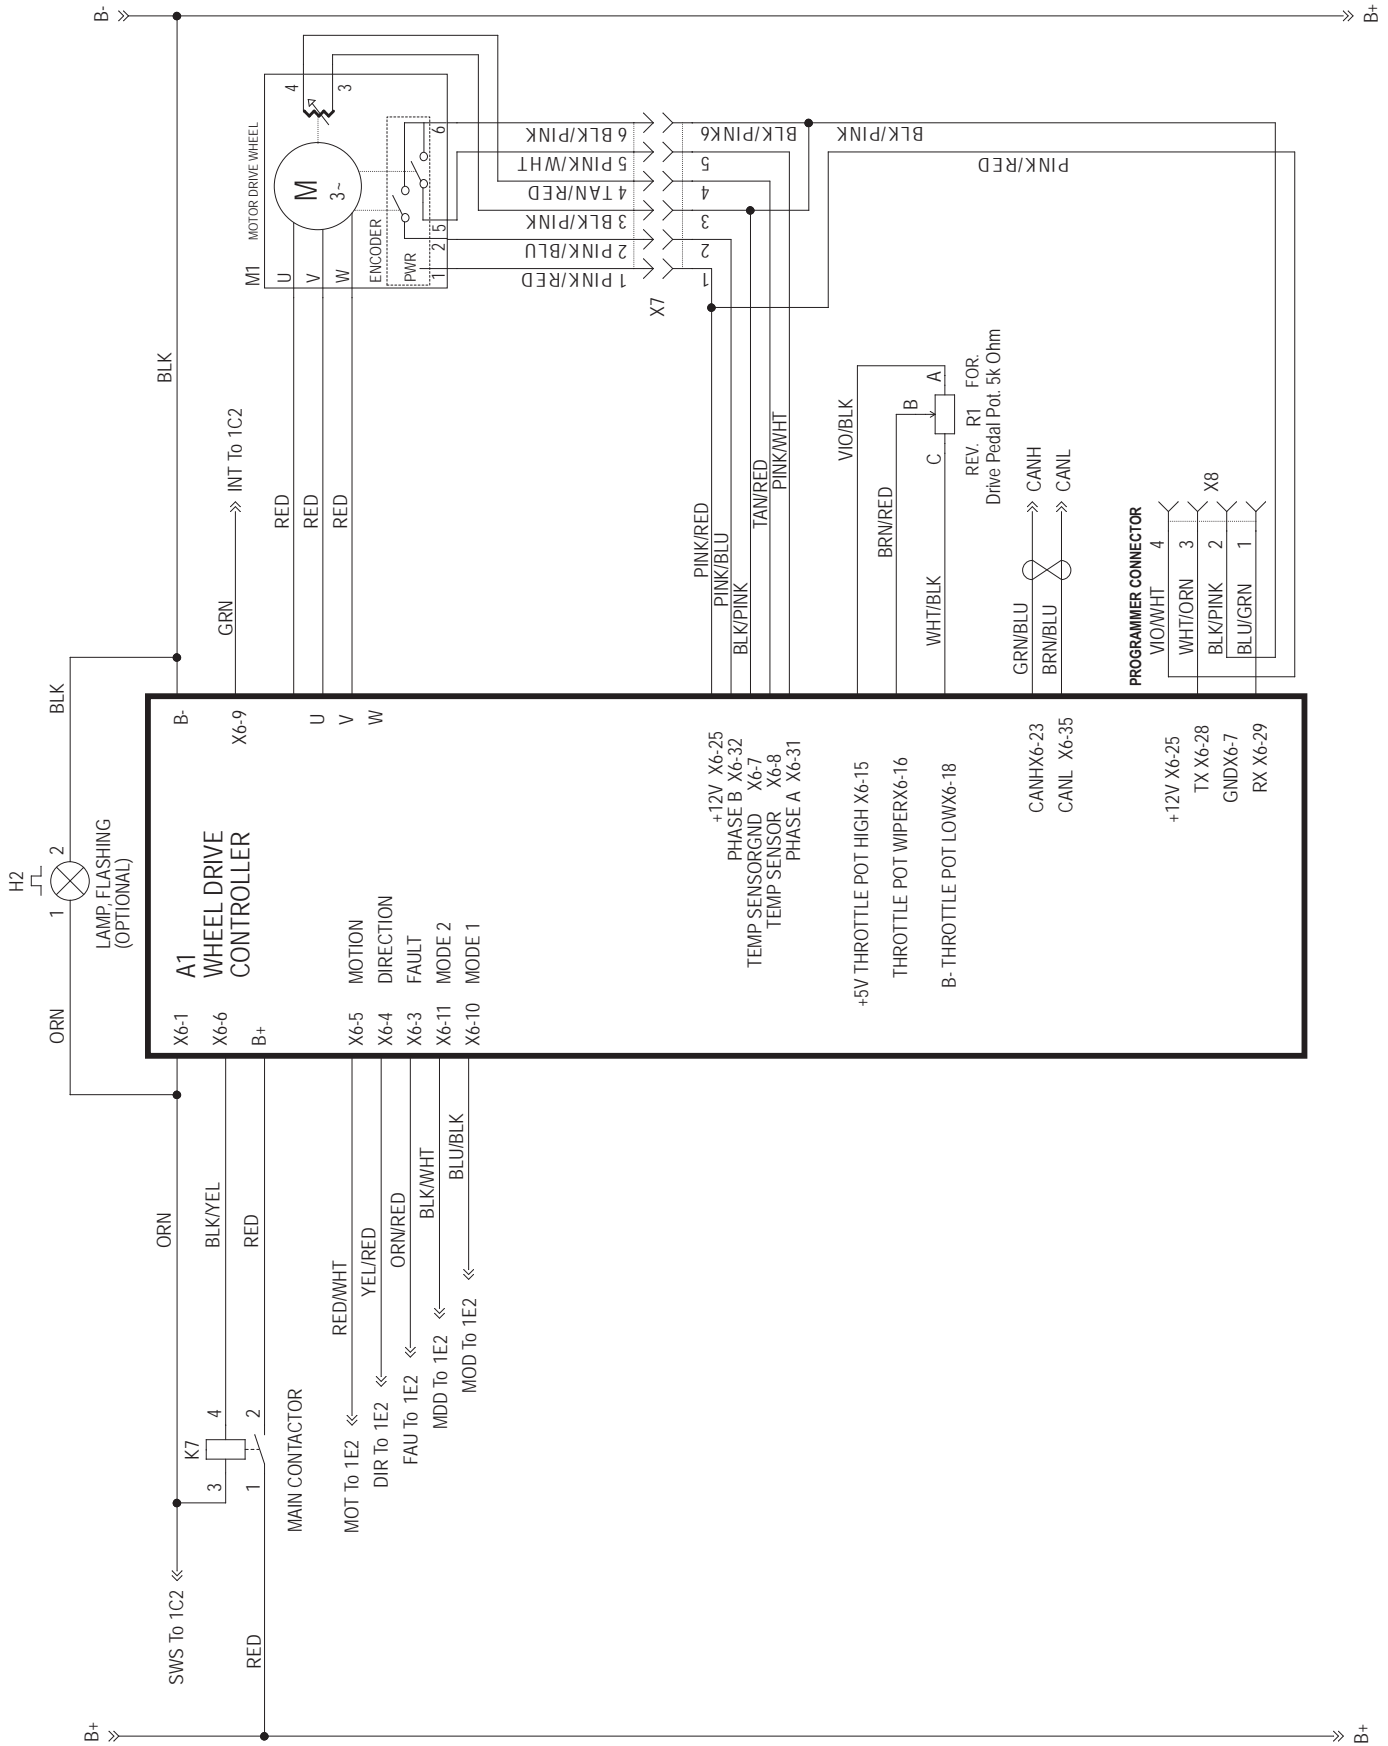 B-
B+
B+
B+
H2
1
2
LAMP, FLASHING
(OPTIONAL)
ORN
BLK
BLK
A1
WHEEL DRIVE
CONTROLLER
X6-1
X6-6
B+
X6-5 MOTION
X6-4 DIRECTION
X6-3 FAULT
X6-11 MODE 2
X6-10 MODE 1
ORN
BLK/YEL
RED
RED/WHT
YEL/RED
ORN/RED
BLK/WHT
BLU/BLK
K7
3
4
1
2
MAIN CONTACTOR
SWS To 1C2
RED
MOT To 1E2
DIR To 1E2
FAU To 1E2
MDD To 1E2
MOD To 1E2
B-
X6-9
U
V
W
GRN
INT To 1C2
RED
RED
RED
M1
MOTOR DRIVE WHEEL
U
V
W
M
3~
4
3
ENCODER
PWR
1
2
5
6
1 PINK/RED
2 PINK/BLU
3 BLK/PINK
4 TAN/RED
5 PINK/WHT
6 BLK/PINK
X7
1
2
3
4
5
BLK/PINK6
BLK/PINK
PINK/RED
PINK/RED
PINK/BLU
BLK/PINK
TAN/RED
PINK/WHT
+12V X6-25
PHASE B X6-32
TEMP SENSORGND X6-7
TEMP SENSOR X6-8
PHASE A X6-31
+5V THROTTLE POT HIGH X6-15
THROTTLE POT WIPERX6-16
B- THROTTLE POT LOWX6-18
VIO/BLK
BRN/RED
WHT/BLK
A
B
C
REV. R1 FOR.
Drive Pedal Pot. 5k Ohm
CANHX6-23
CANL X6-35
GRN/BLU
BRN/BLU
CANH
CANL
PROGRAMMER CONNECTOR
+12V X6-25
TX X6-28
GNDX6-7
RX X6-29
VIO/WHT 4
WHT/ORN 3
BLK/PINK 2
BLU/GRN 1
X8